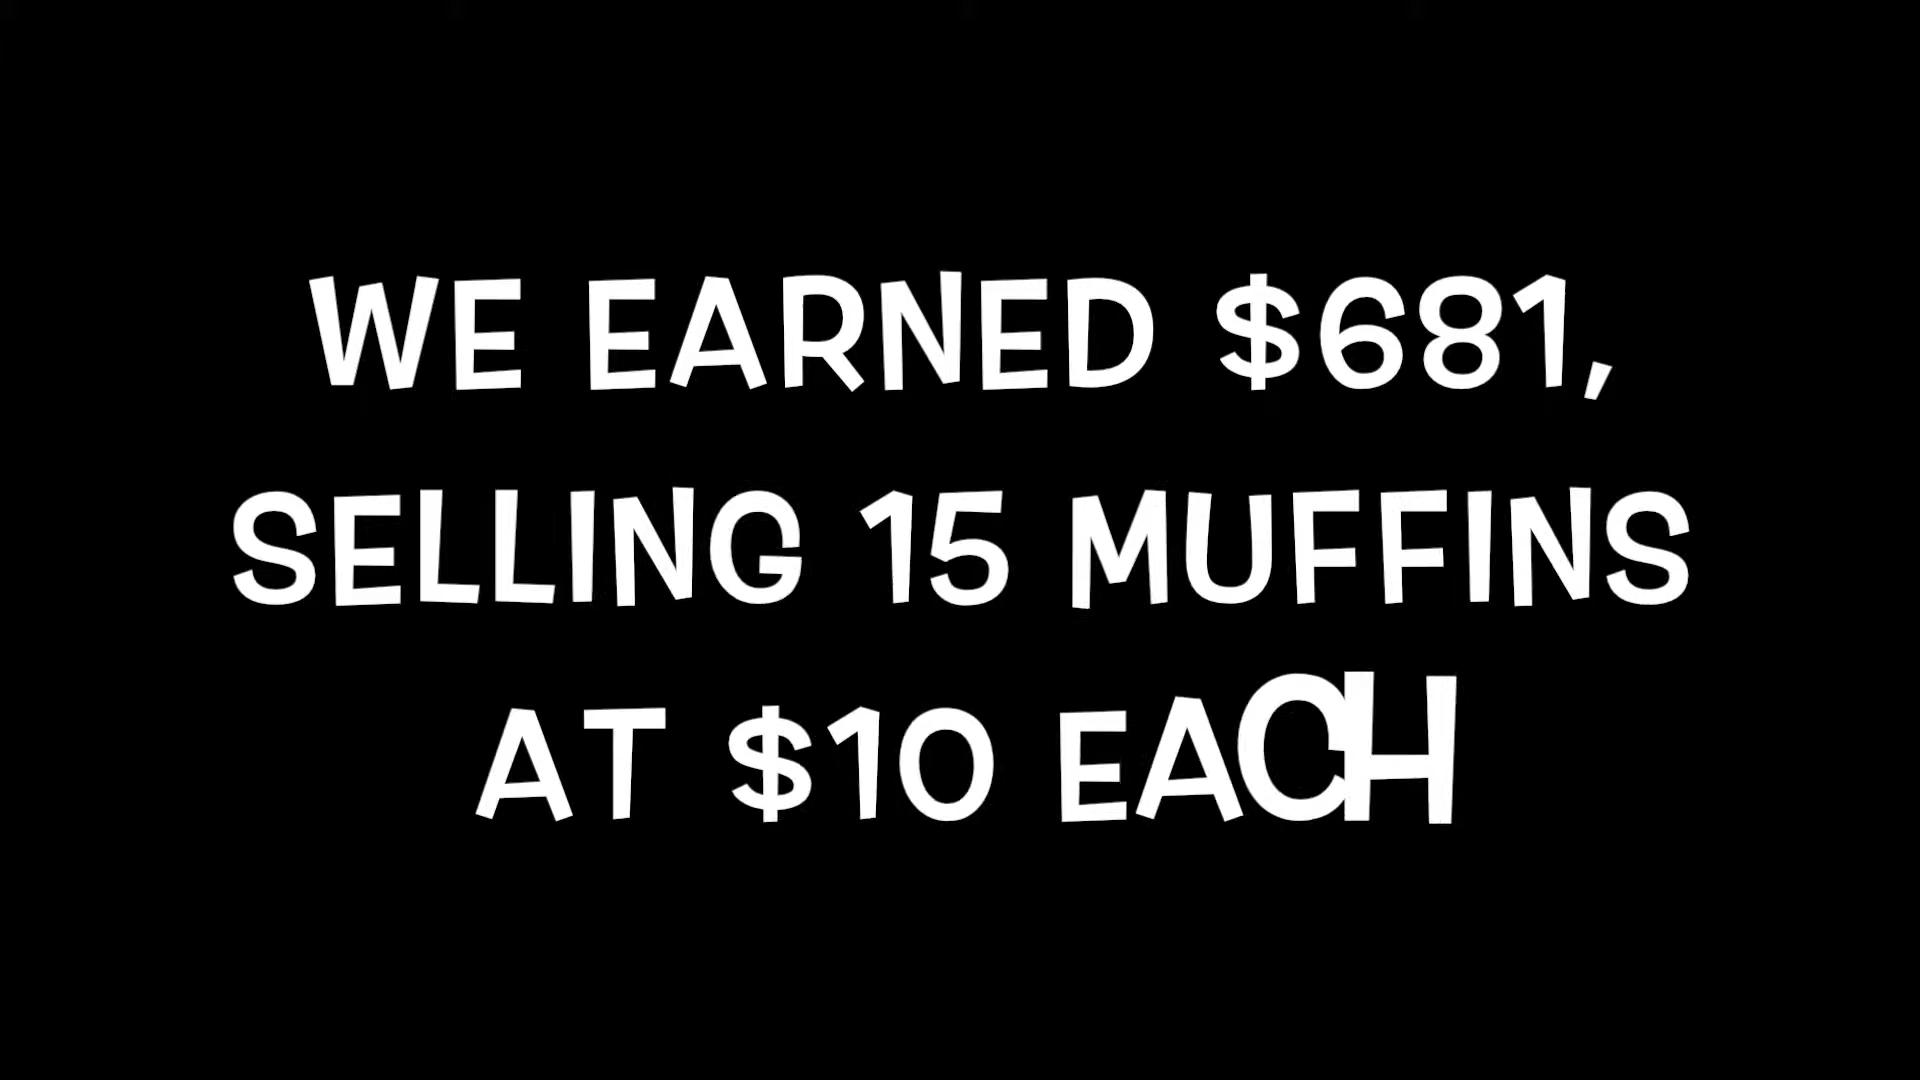 WE EARNED $681,
SELLING 15 MUFFINS
AT $10 EACH